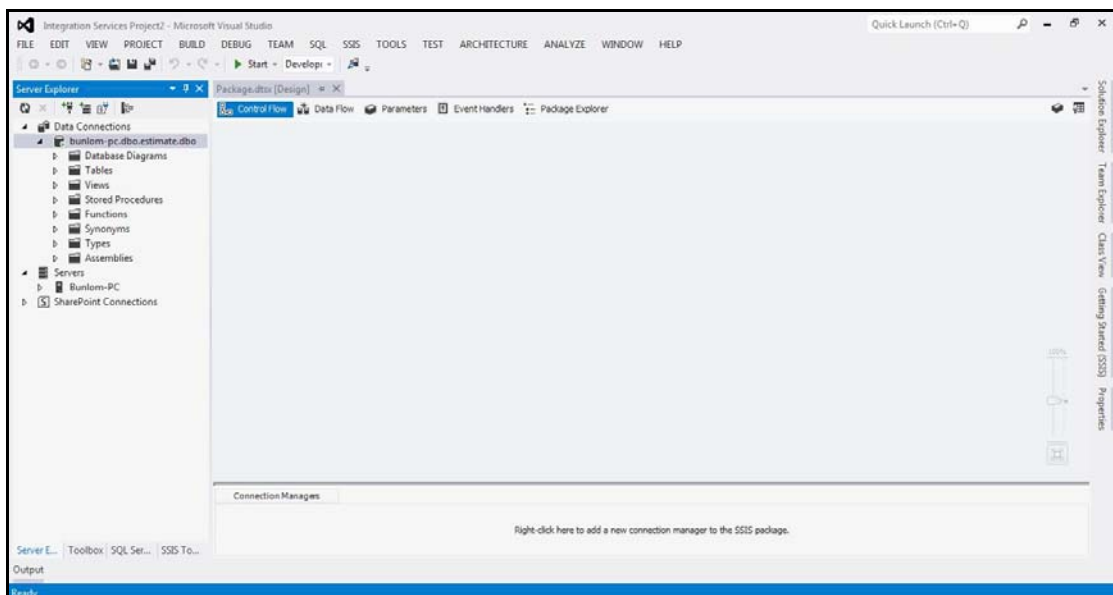 Integration Services Project2 - Microsoft Visual Studio
Quick Launch (Ctrl+Q)
FILE EDIT VIEW PROJECT BUILD DEBUG TEAM SQL SSIS TOOLS TEST ARCHITECTURE ANALYZE WINDOW HELP
Start Develop
Server Explorer
Package.dtsx [Design]
Control Flow Data Flow Parameters Event Handlers Package Explorer
Data Connections
bunlom-pc.dbo.estimate.dbo
Database Diagrams
Tables
Views
Stored Procedures
Functions
Synonyms
Types
Assemblies
Servers
Bunlom-PC
SharePoint Connections
Solution Explorer
Team Explorer
Class View
Getting Started (SSIS)
Properties
100%
Connection Managers
Right-click here to add a new connection manager to the SSIS package.
Server E... Toolbox SQL Ser... SSIS To...
Output
Ready